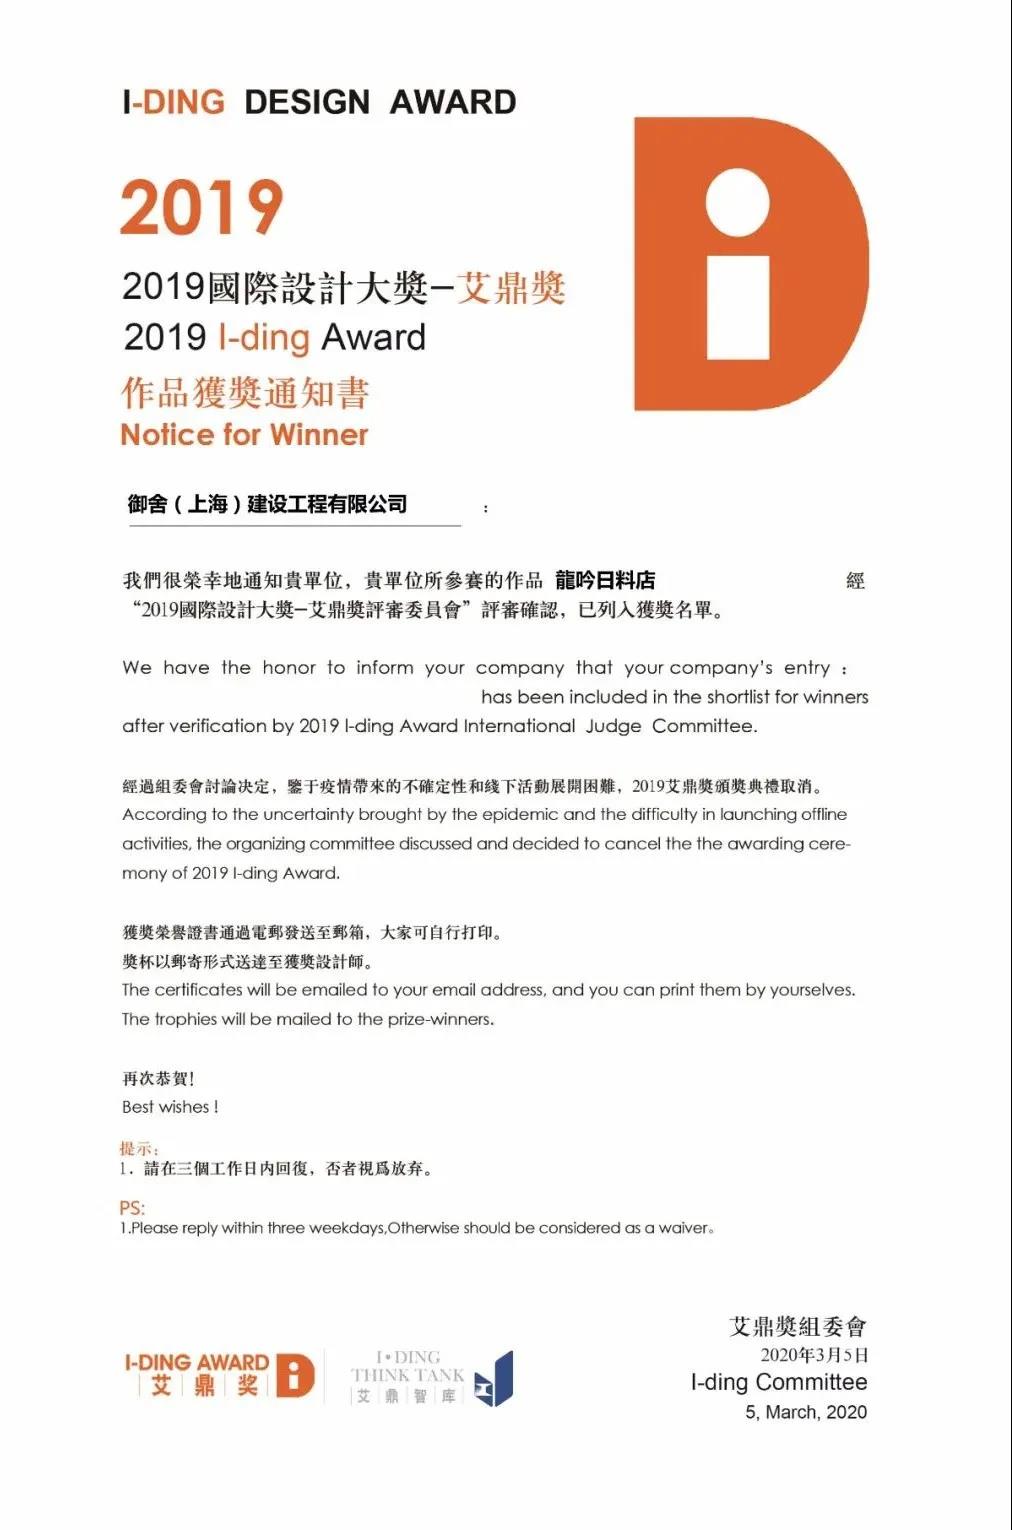 I-DING DESIGN AWARD
2019
2019國際設計大獎—艾鼎獎
2019 I-ding Award
作品獲獎通知書
Notice for Winner
御舍（上海）建设工程有限公司 ：
我們很榮幸地通知貴單位，貴單位所參賽的作品 龍吟日料店 經
“2019國際設計大獎—艾鼎獎評審委員會”評審確認，已列入獲獎名單。
We have the honor to inform your company that your company's entry :
has been included in the shortlist for winners
after verification by 2019 I-ding Award International Judge Committee.
經過組委會討論决定，鑒于疫情帶來的不確定性和綫下活動展開困難，2019艾鼎獎頒獎典禮取消。
According to the uncertainty brought by the epidemic and the difficulty in launching offline
activities, the organizing committee discussed and decided to cancel the the awarding cere-
mony of 2019 I-ding Award.
獲獎榮譽證書通過電郵發送至郵箱，大家可自行打印。
獎杯以郵寄形式送達至獲獎設計師。
The certificates will be emailed to your email address, and you can print them by yourselves.
The trophies will be mailed to the prize-winners.
再次恭賀！
Best wishes !
提示：
1．請在三個工作日内回復，否者視爲放弃。
PS:
1.Please reply within three weekdays,Otherwise should be considered as a waiver。
艾鼎獎組委會
2020年3月5日
I-ding Committee
5, March, 2020
I-DING AWARD
艾鼎奖
I·DING
THINK TANK
艾鼎智库